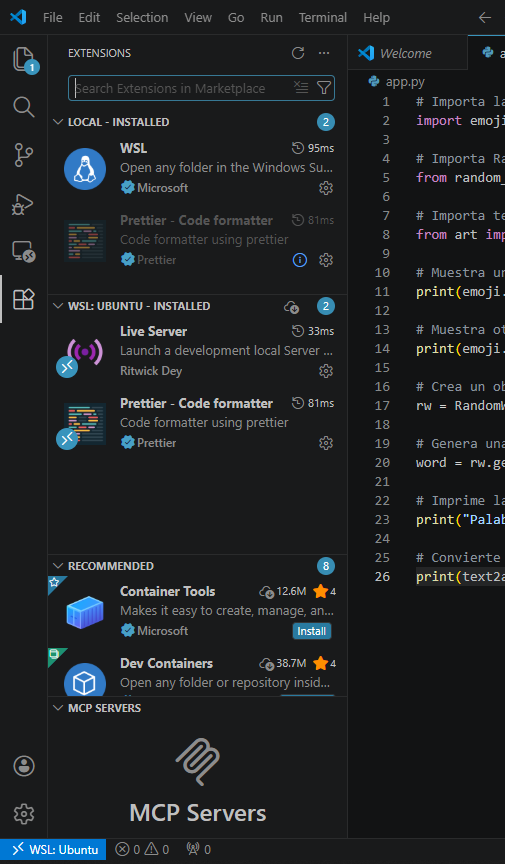 File Edit Selection View Go Run Terminal Help
1
EXTENSIONS
Search Extensions in Marketplace
LOCAL - INSTALLED 2
WSL 95ms
Open any folder in the Windows Su...
Microsoft
Prettier - Code formatter 81ms
Code formatter using prettier
Prettier
WSL: UBUNTU - INSTALLED 2
Live Server 33ms
Launch a development local Server ...
Ritwick Dey
Prettier - Code formatter 81ms
Code formatter using prettier
Prettier
RECOMMENDED 8
Container Tools 12.6M 4
Makes it easy to create, manage, an...
Microsoft Install
Dev Containers 38.7M 4
Open any folder or repository insid...
MCP SERVERS
MCP Servers
Welcome
app.py
1 # Importa la
2 import emoji
3
4 # Importa Ra
5 from random_
6
7 # Importa te
8 from art imp
9
10 # Muestra un
11 print(emoji.
12
13 # Muestra ot
14 print(emoji.
15
16 # Crea un ob
17 rw = RandomW
18
19 # Genera una
20 word = rw.ge
21
22 # Imprime la
23 print("Palab
24
25 # Convierte
26 print(text2a
WSL: Ubuntu 0 0 0